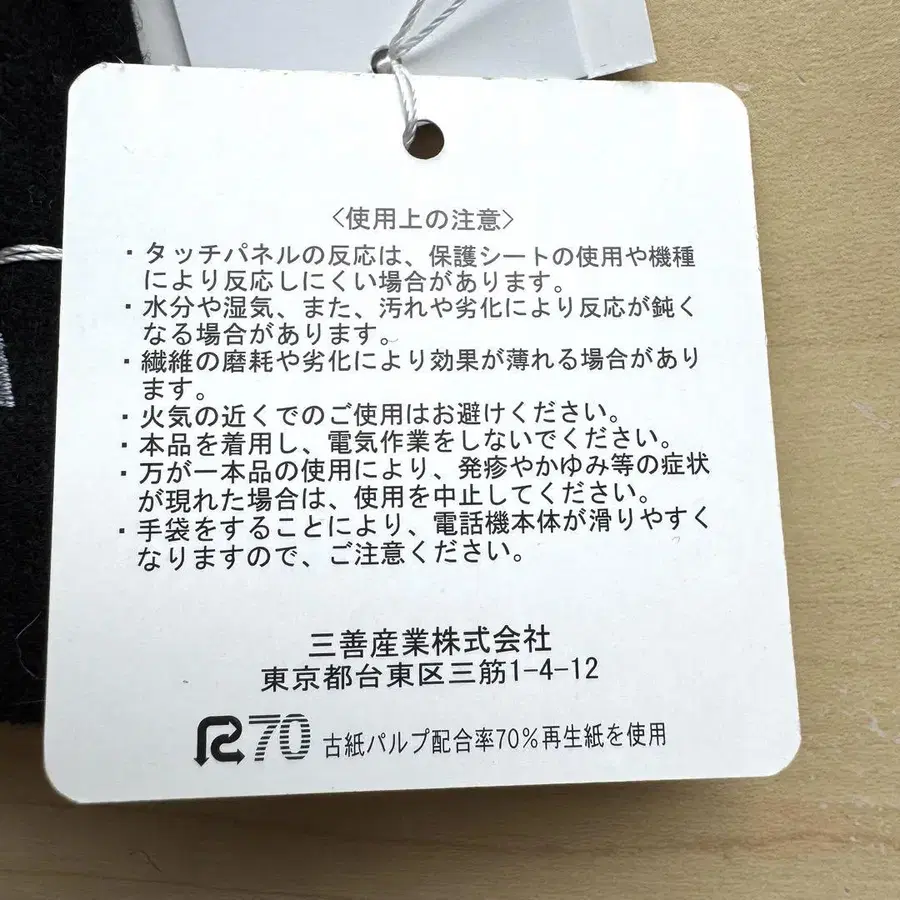 〈使用上の注意〉
・タッチパネルの反応は、保護シートの使用や機種
により反応しにくい場合があります。
・水分や湿気、また、汚れや劣化により反応が鈍く
なる場合があります。
・繊維の磨耗や劣化により効果が薄れる場合があり
ます。
・火気の近くでのご使用はお避けください。
・本品を着用し、電気作業をしないでください。
・万が一本品の使用により、発疹やかゆみ等の症状
が現れた場合は、使用を中止してください。
・手袋をすることにより、電話機本体が滑りやすく
なりますので、ご注意ください。
三善産業株式会社
東京都台東区三筋1-4-12
R70 古紙パルプ配合率70%再生紙を使用